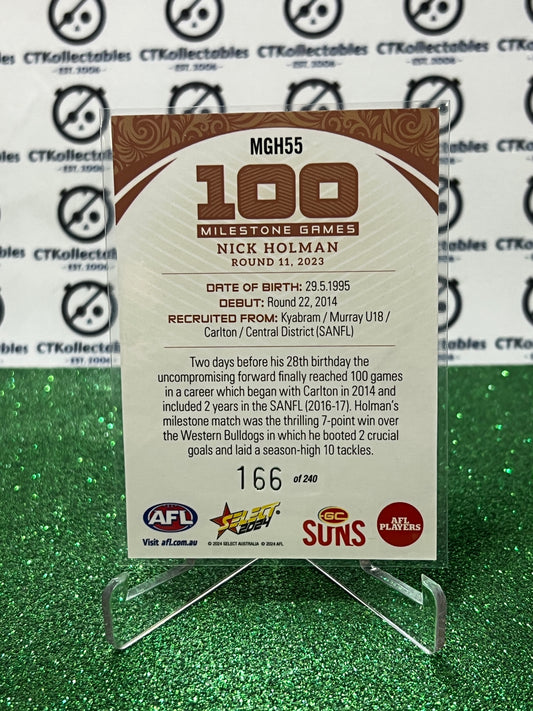 CTKollectables
EST. 2006
MGH55
100
MILESTONE GAMES
NICK HOLMAN
ROUND 11, 2023
DATE OF BIRTH: 29.5.1995
DEBUT: Round 22, 2014
RECRUITED FROM: Kyabram / Murray U18 /
Carlton / Central District (SANFL)
Two days before his 28th birthday the
uncompromising forward finally reached 100 games
in a career which began with Carlton in 2014 and
included 2 years in the SANFL (2016-17). Holman's
milestone match was the thrilling 7-point win over
the Western Bulldogs in which he booted 2 crucial
goals and laid a season-high 10 tackles.
166 of 240
AFL
SELECT
2024
GC
SUNS
AFL
PLAYERS
Visit afl.com.au
© 2024 SELECT AUSTRALIA © 2024 AFL